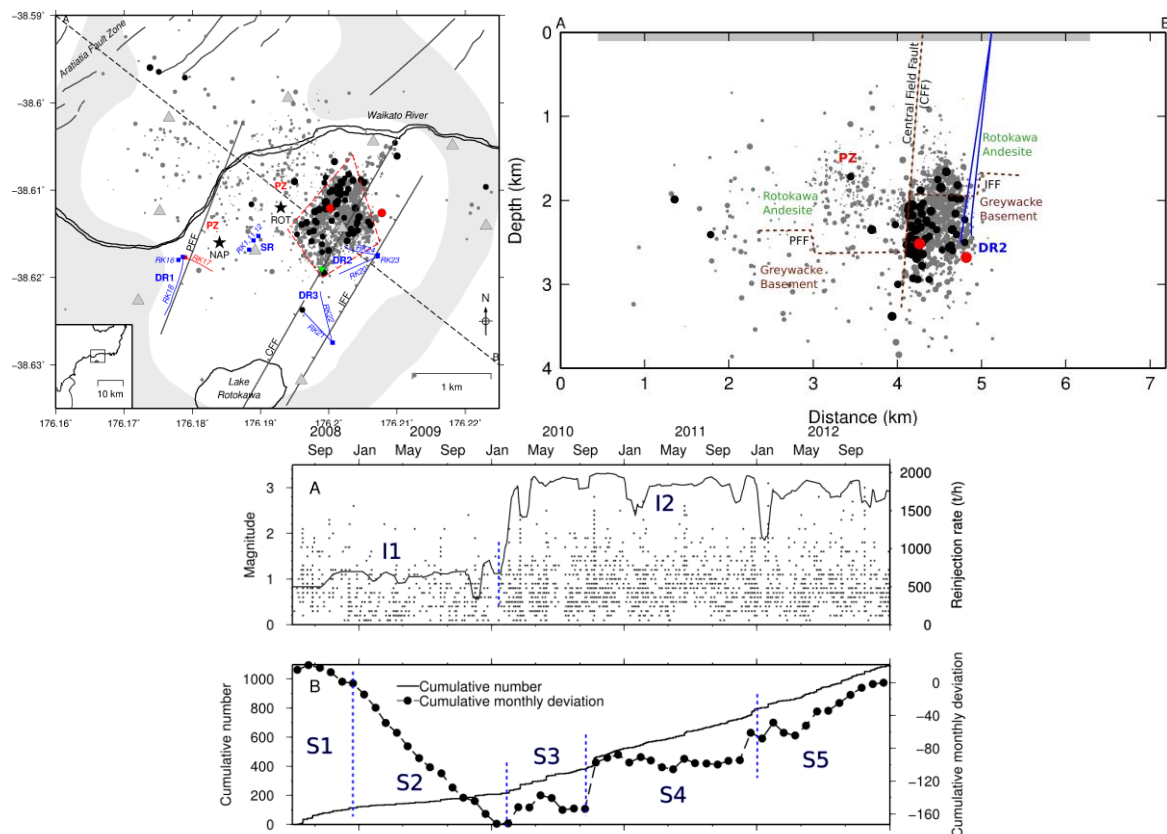 −38.59˚
−38.6˚
−38.61˚
−38.62˚
−38.63˚
176.16˚
176.17˚
176.18˚
176.19˚
176.2˚
176.21˚
176.22˚
A
Aratiatia Fault Zone
Waikato River
PZ
ROT
PZ
NAP
RK1, 11, 12
SR
PFF
RK16
RK17
DR1
RK18
DR2
RK24
RK23
RK20
DR3
RK22
RK21
IFF
CFF
N
B
Lake
Rotokawa
10 km
1 km
A
B
0
1
2
3
4
Depth (km)
Central Field Fault
(CFF)
PZ
Rotokawa
Andesite
IFF
Greywacke
Basement
Rotokawa
Andesite
PFF
DR2
Greywacke
Basement
0
1
2
3
4
5
6
7
Distance (km)
2008
2009
2010
2011
2012
Sep
Jan
May
Sep
Jan
May
Sep
Jan
May
Sep
Jan
May
Sep
A
I1
I2
Magnitude
3
2
1
0
Reinjection rate (t/h)
2000
1500
1000
500
0
B
Cumulative number
Cumulative monthly deviation
S1
S2
S3
S4
S5
Cumulative number
1000
800
600
400
200
0
Cumulative monthly deviation
0
−40
−80
−120
−160